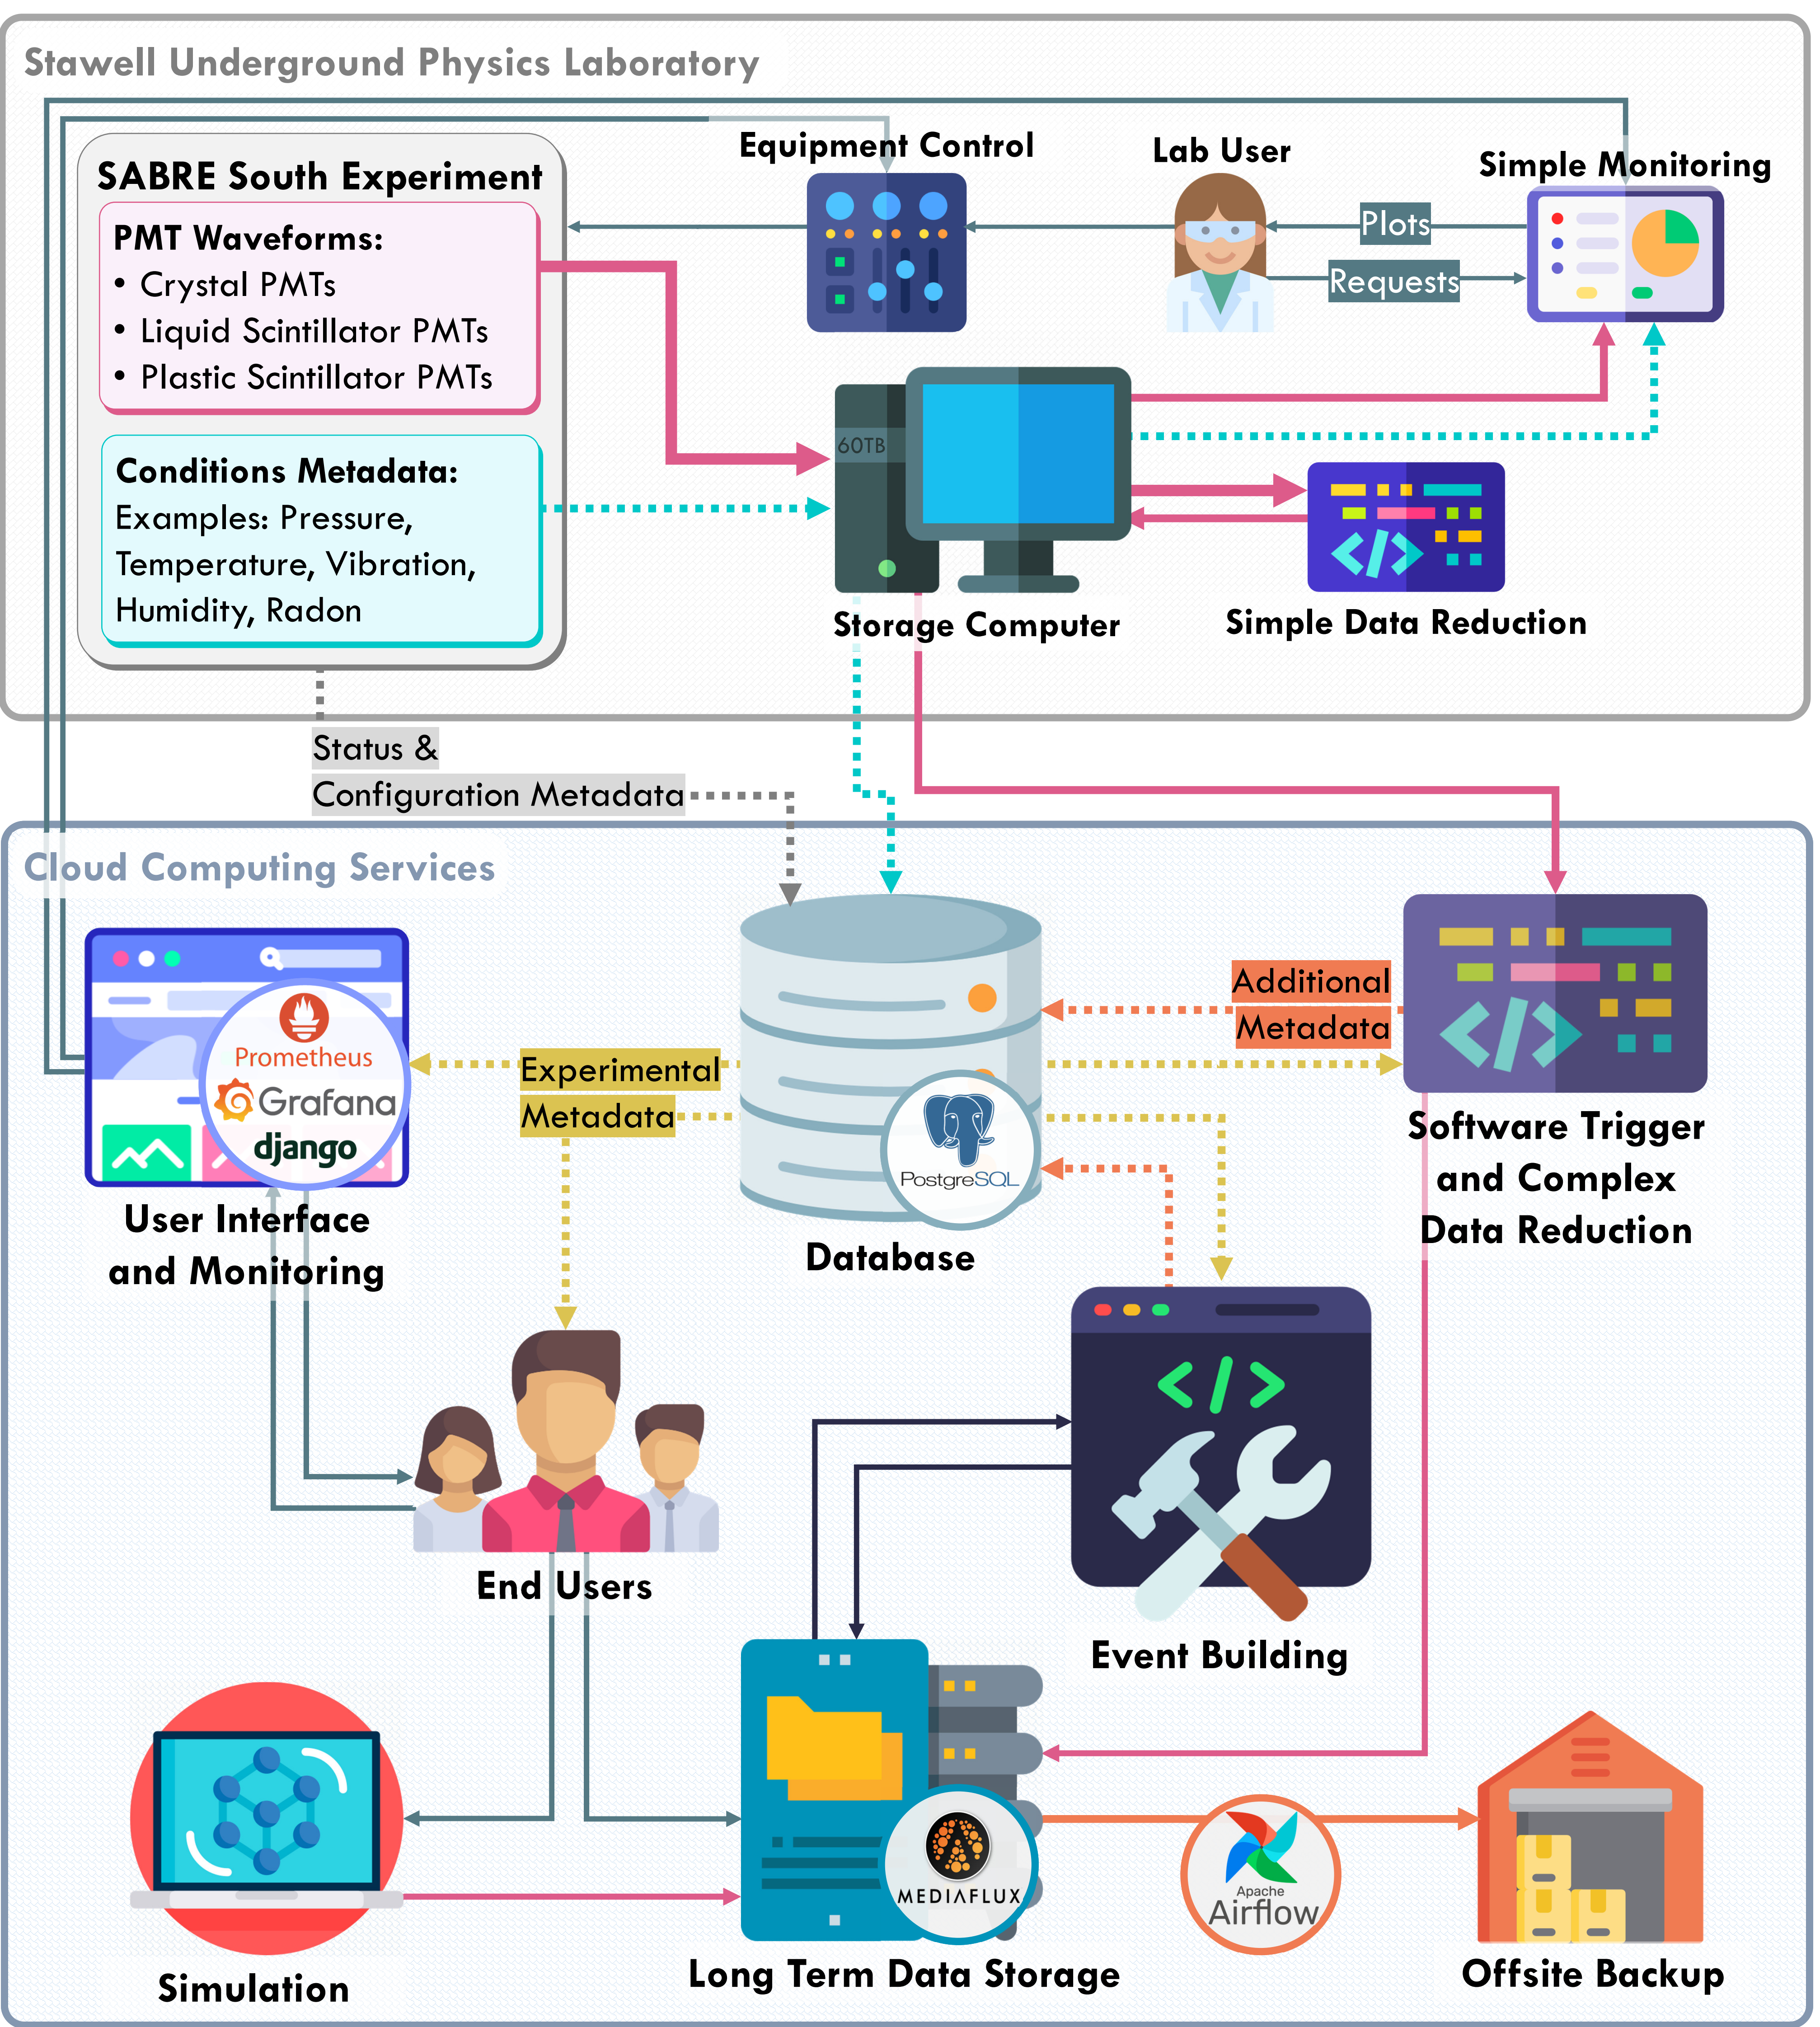 Stawell Underground Physics Laboratory
SABRE South Experiment
PMT Waveforms:
• Crystal PMTs
• Liquid Scintillator PMTs
• Plastic Scintillator PMTs
Conditions Metadata:
Examples: Pressure,
Temperature, Vibration,
Humidity, Radon
Equipment Control
Lab User
Simple Monitoring
Plots
Requests
60TB
Storage Computer
Simple Data Reduction
Status &
Configuration Metadata
Cloud Computing Services
Prometheus
Grafana
django
User Interface
and Monitoring
Experimental
Metadata
PostgreSQL
Database
Additional
Metadata
Software Trigger
and Complex
Data Reduction
End Users
Event Building
Simulation
MEDIAFLUX
Long Term Data Storage
Apache
Airflow
Offsite Backup